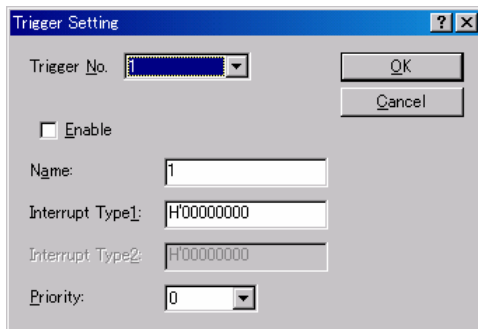 Trigger Setting
Trigger No. 1
OK
Cancel
Enable
Name: 1
Interrupt Type1: H'00000000
Interrupt Type2: H'00000000
Priority: 0